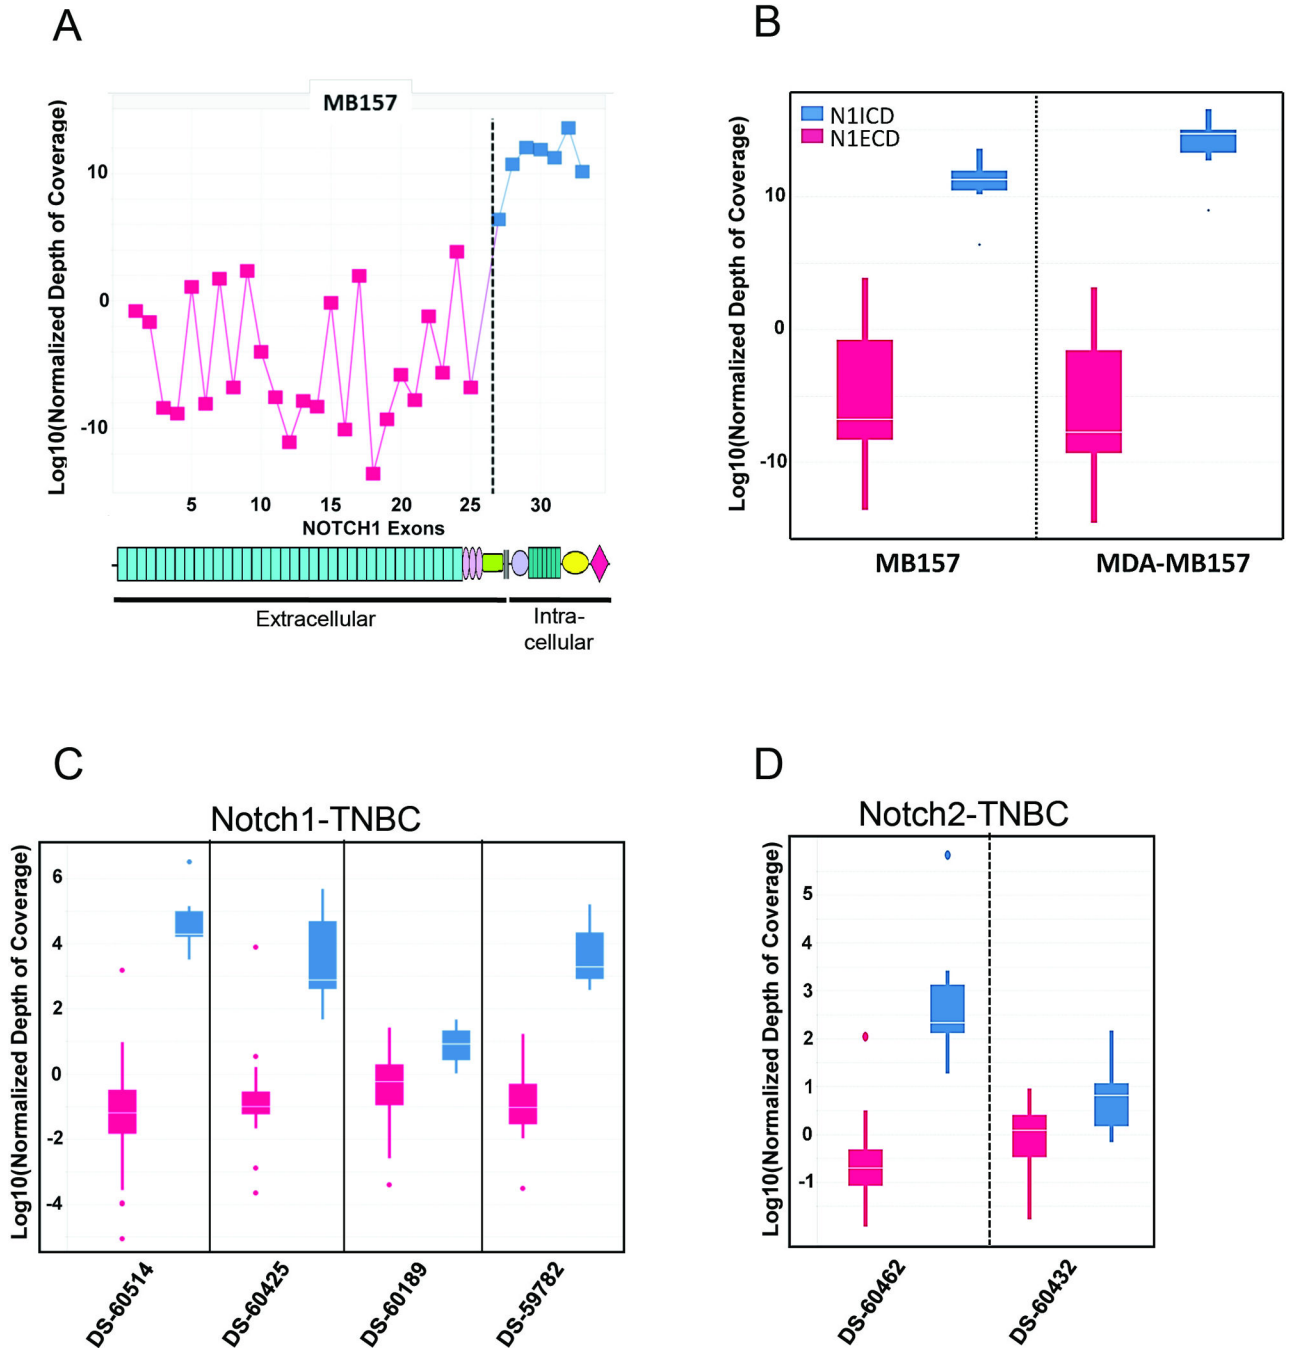 A
MB157
Log10(Normalized Depth of Coverage)
10
0
-10
5 10 15 20 25 30
NOTCH1 Exons
Extracellular
Intra-
cellular
B
N1ICD
N1ECD
Log10(Normalized Depth of Coverage)
10
0
-10
MB157 MDA-MB157
C
Notch1-TNBC
Log10(Normalized Depth of Coverage)
6
4
2
0
-2
-4
DS-60514 DS-60425 DS-60189 DS-59782
D
Notch2-TNBC
Log10(Normalized Depth of Coverage)
5
4
3
2
1
0
-1
DS-60462 DS-60432